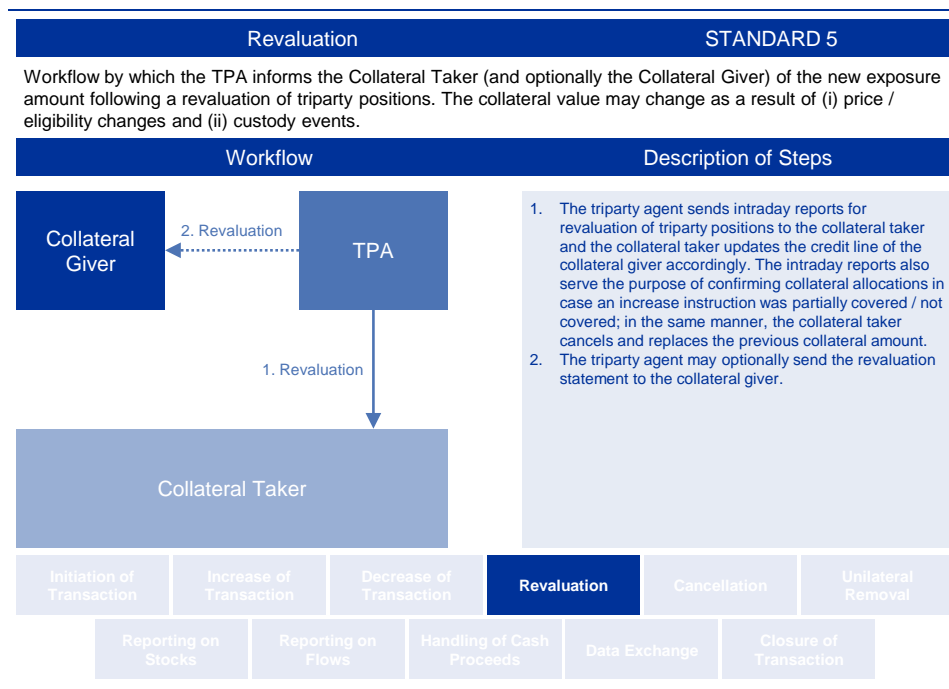 Revaluation
STANDARD 5
Workflow by which the TPA informs the Collateral Taker (and optionally the Collateral Giver) of the new exposure
amount following a revaluation of triparty positions. The collateral value may change as a result of (i) price /
eligibility changes and (ii) custody events.
Workflow
Description of Steps
Collateral
Giver
2. Revaluation
TPA
1. Revaluation
Collateral Taker
1. The triparty agent sends intraday reports for
revaluation of triparty positions to the collateral taker
and the collateral taker updates the credit line of the
collateral giver accordingly. The intraday reports also
serve the purpose of confirming collateral allocations in
case an increase instruction was partially covered / not
covered; in the same manner, the collateral taker
cancels and replaces the previous collateral amount.
2. The triparty agent may optionally send the revaluation
statement to the collateral giver.
Initiation of
Transaction
Increase of
Transaction
Decrease of
Transaction
Revaluation
Cancellation
Unilateral
Removal
Reporting on
Stocks
Reporting on
Flows
Handling of Cash
Proceeds
Data Exchange
Closure of
Transaction